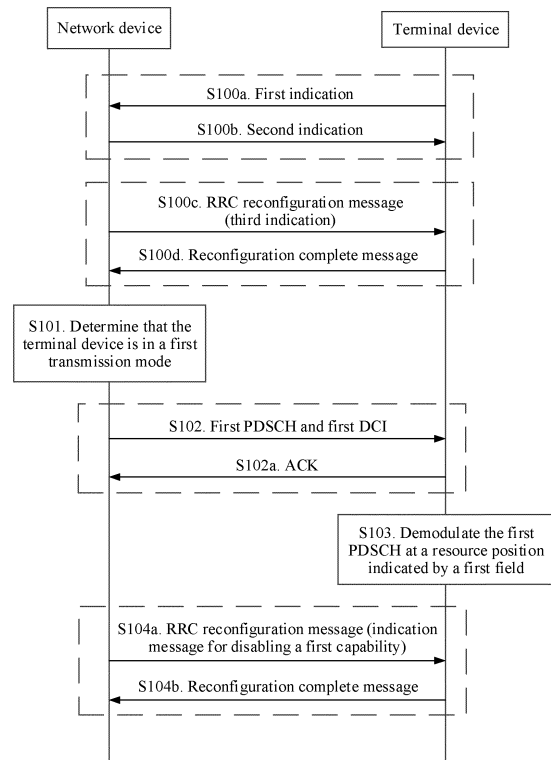 Network device
Terminal device
S100a. First indication
S100b. Second indication
S100c. RRC reconfiguration message
(third indication)
S100d. Reconfiguration complete message
S101. Determine that the
terminal device is in a first
transmission mode
S102. First PDSCH and first DCI
S102a. ACK
S103. Demodulate the first
PDSCH at a resource position
indicated by a first field
S104a. RRC reconfiguration message (indication
message for disabling a first capability)
S104b. Reconfiguration complete message